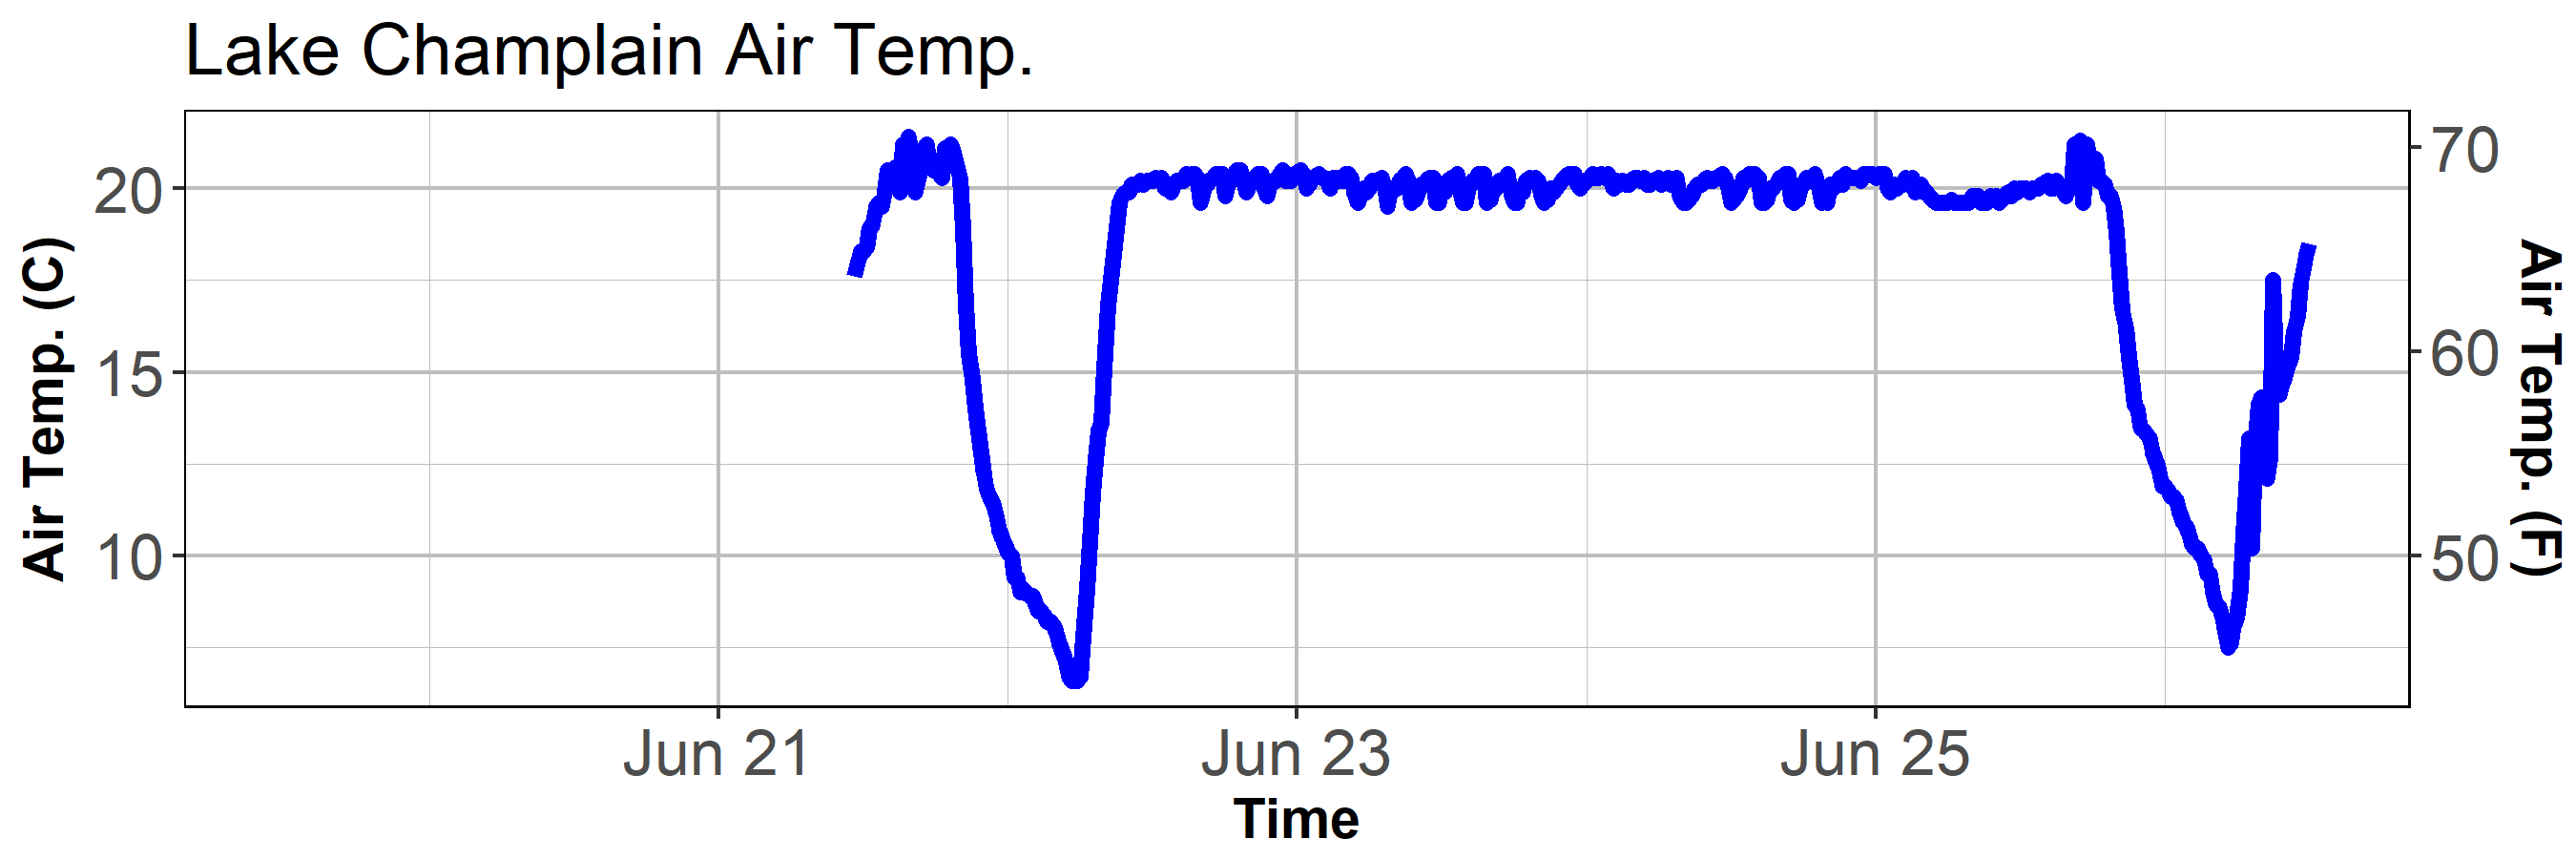 Lake Champlain Air Temp.
Air Temp. (C)
20
15
10
70
60
50
Air Temp. (F)
Jun 21 Jun 23 Jun 25
Time